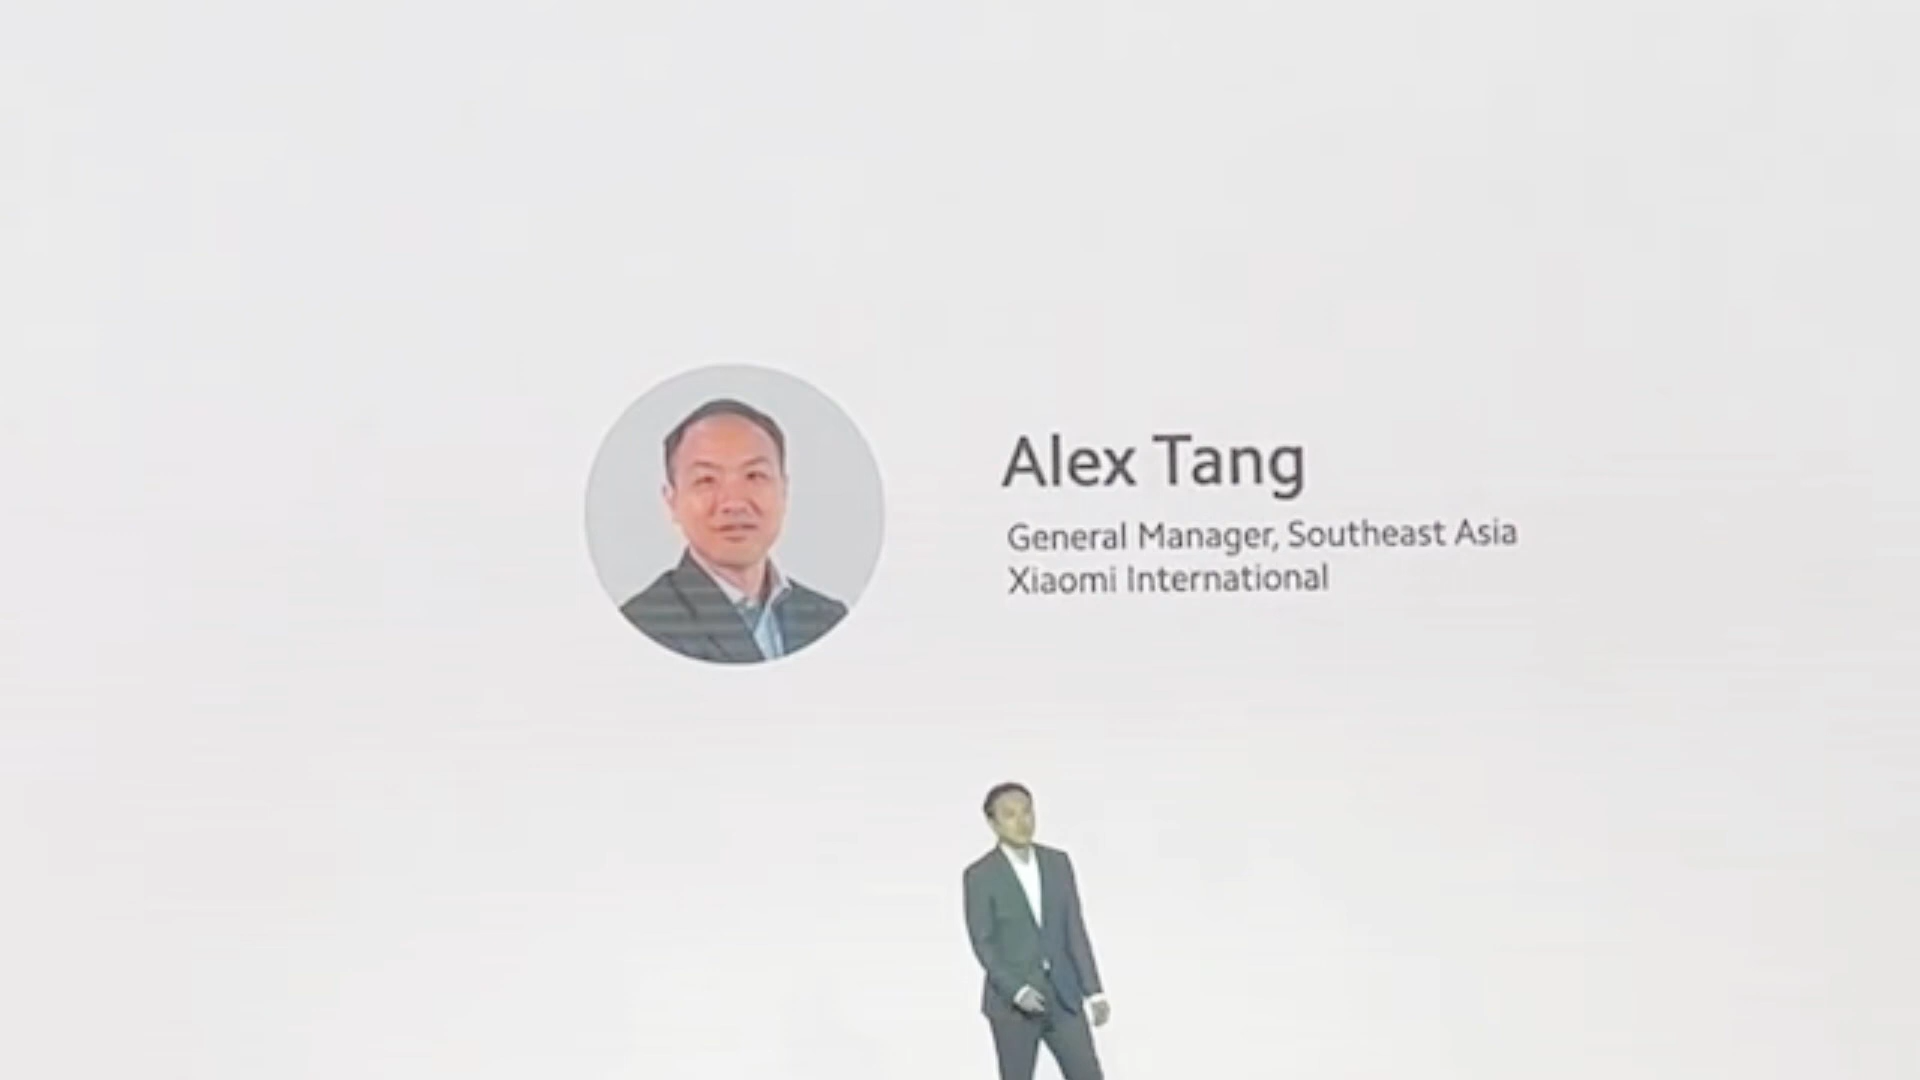 Alex Tang
General Manager, Southeast Asia
Xiaomi International